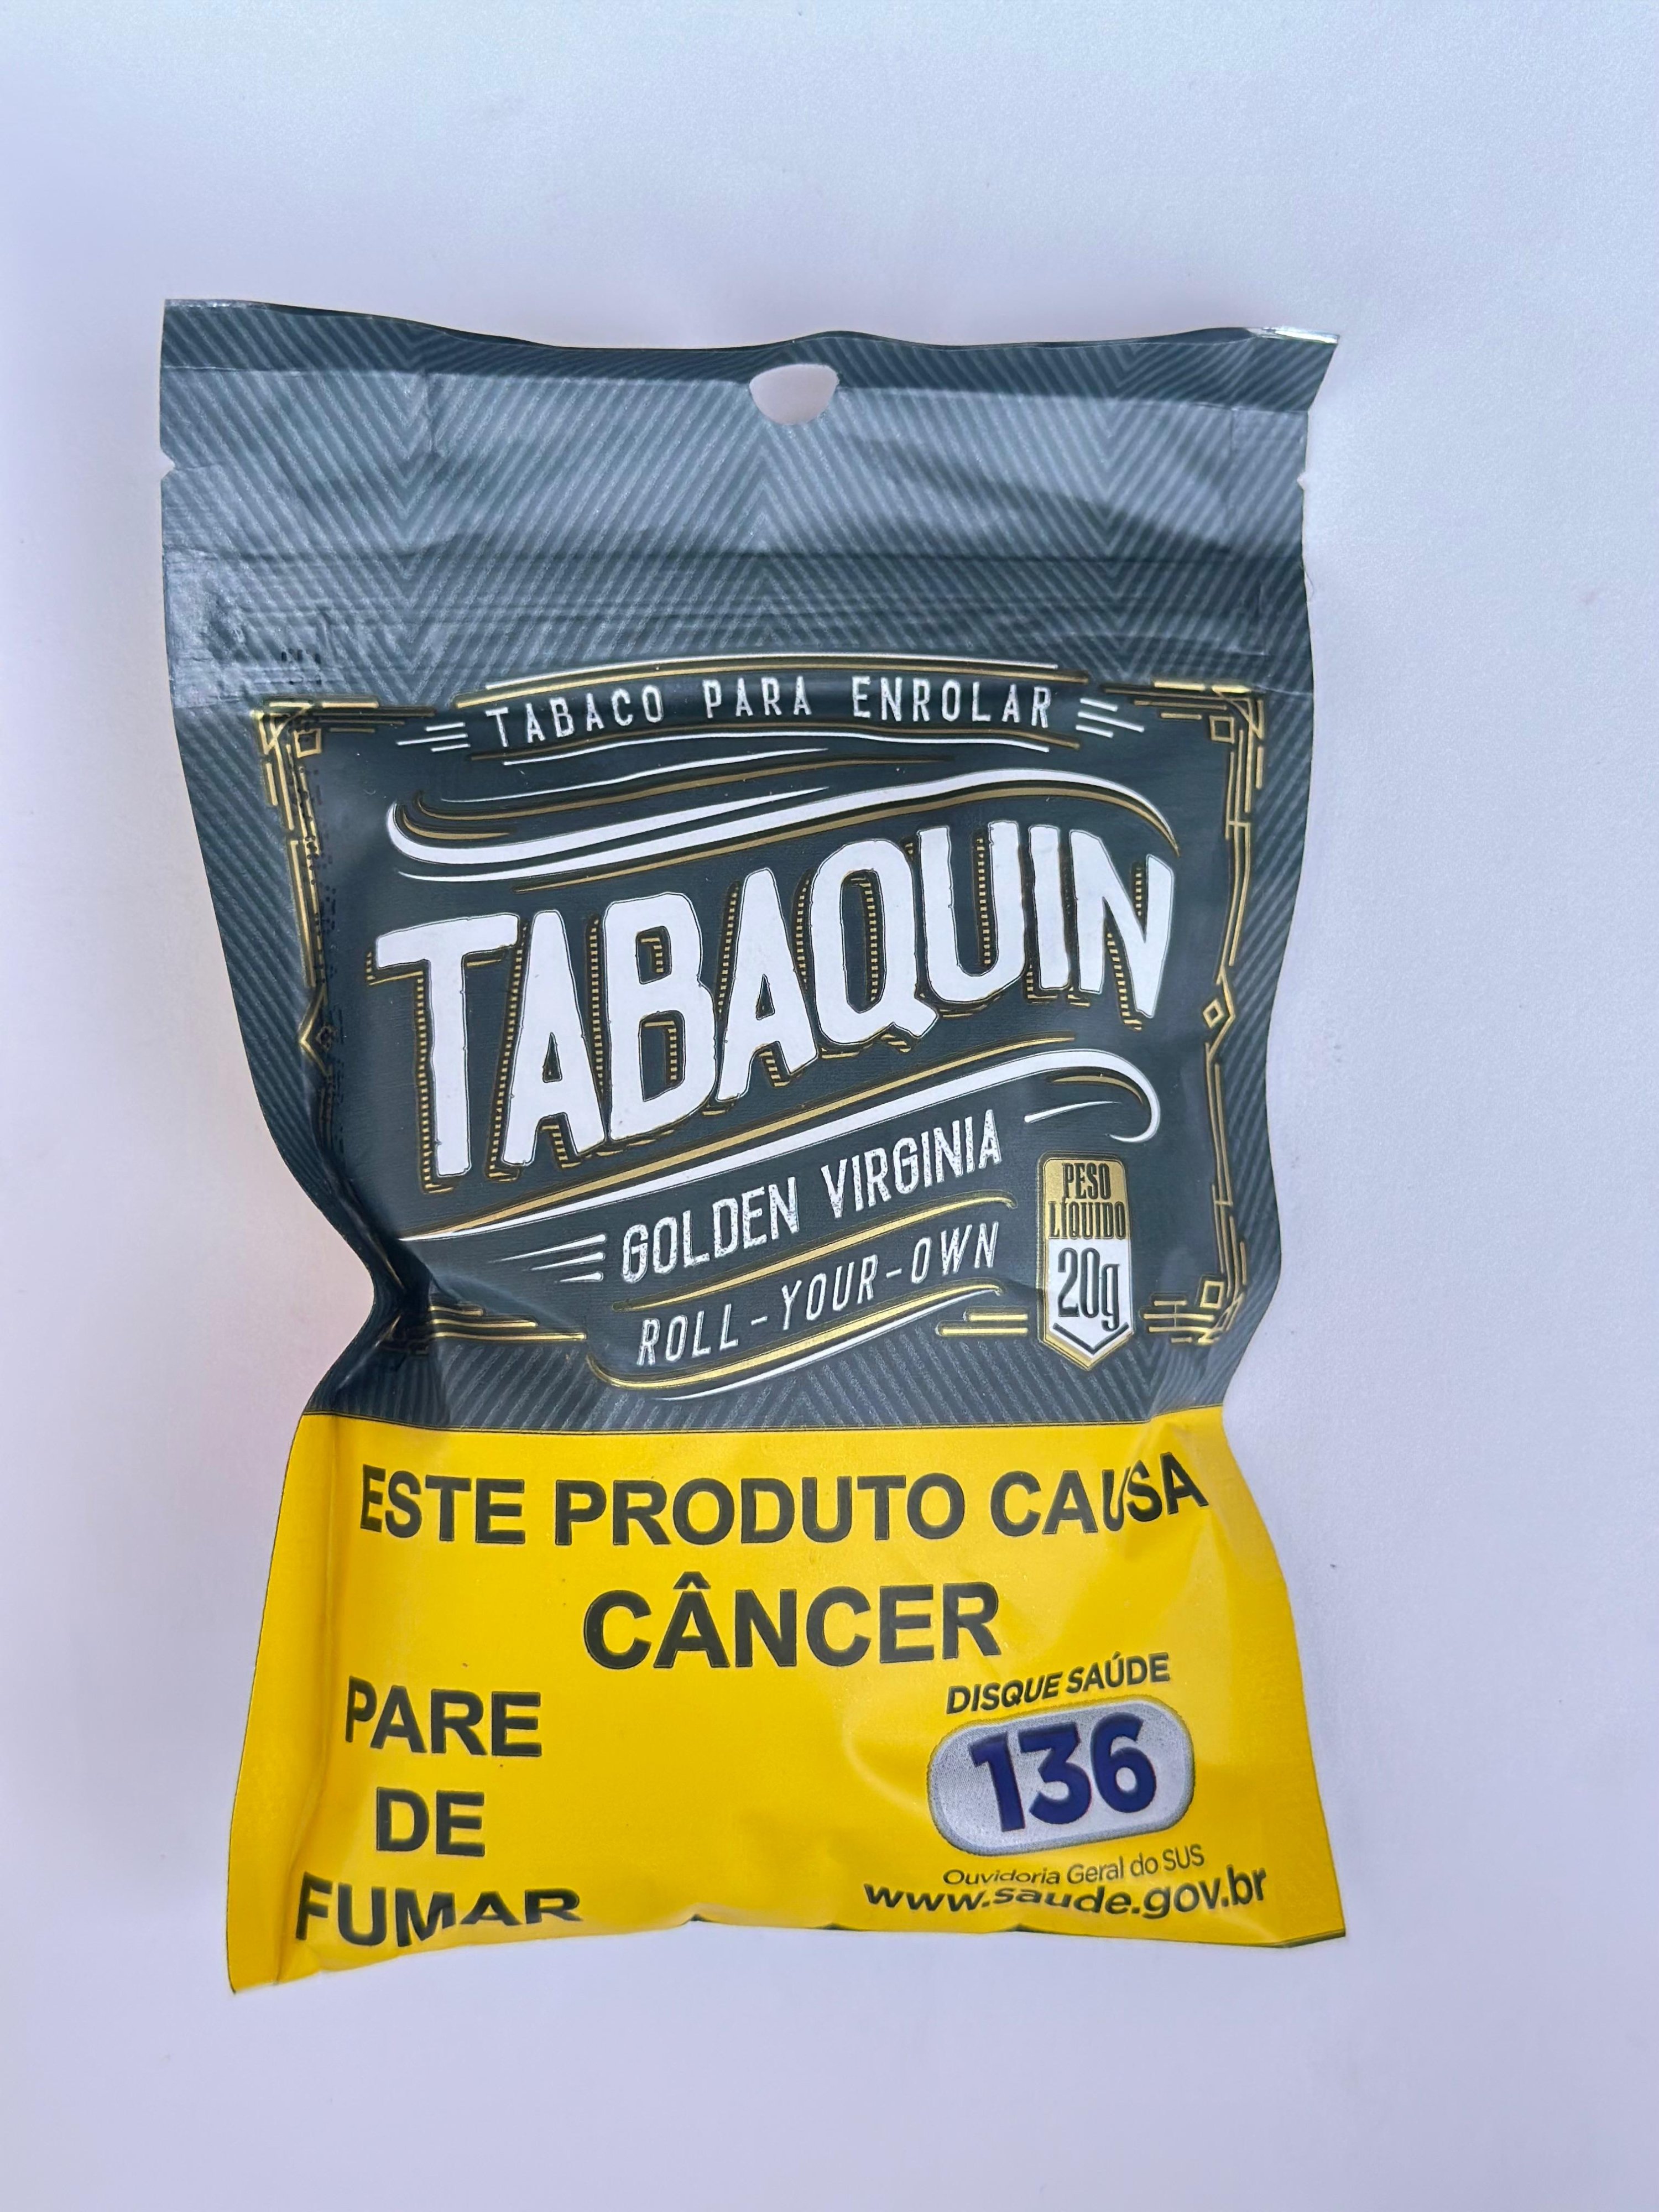 TABACO PARA ENROLAR
TABAQUIN
GOLDEN VIRGINIA
ROLL-YOUR-OWN
PESO
LÍQUIDO
20g
ESTE PRODUTO CAUSA
CÂNCER
PARE
DE
FUMAR
DISQUE SAÚDE
136
Ouvidoria Geral do SUS
www.saude.gov.br